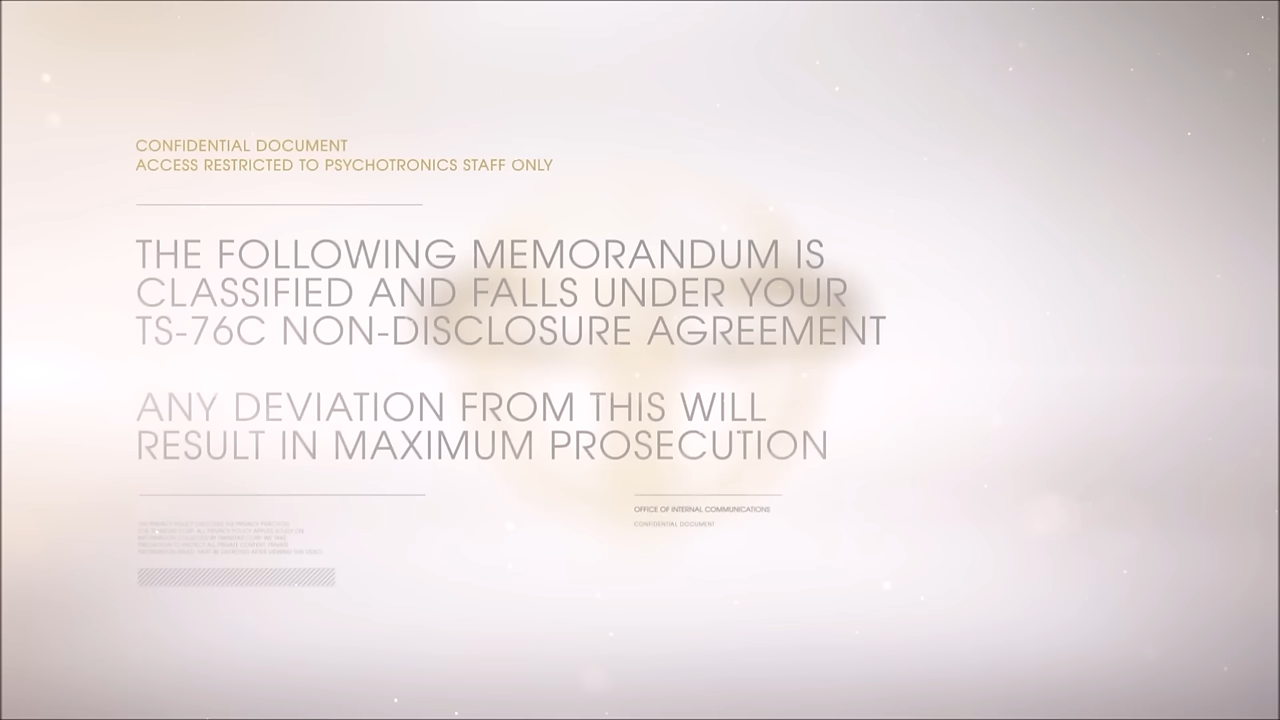 CONFIDENTIAL DOCUMENT
ACCESS RESTRICTED TO PSYCHOTRONICS STAFF ONLY
THE FOLLOWING MEMORANDUM IS
CLASSIFIED AND FALLS UNDER YOUR
TS-76C NON-DISCLOSURE AGREEMENT
ANY DEVIATION FROM THIS WILL
RESULT IN MAXIMUM PROSECUTION
OFFICE OF INTERNAL COMMUNICATIONS
CONFIDENTIAL DOCUMENT